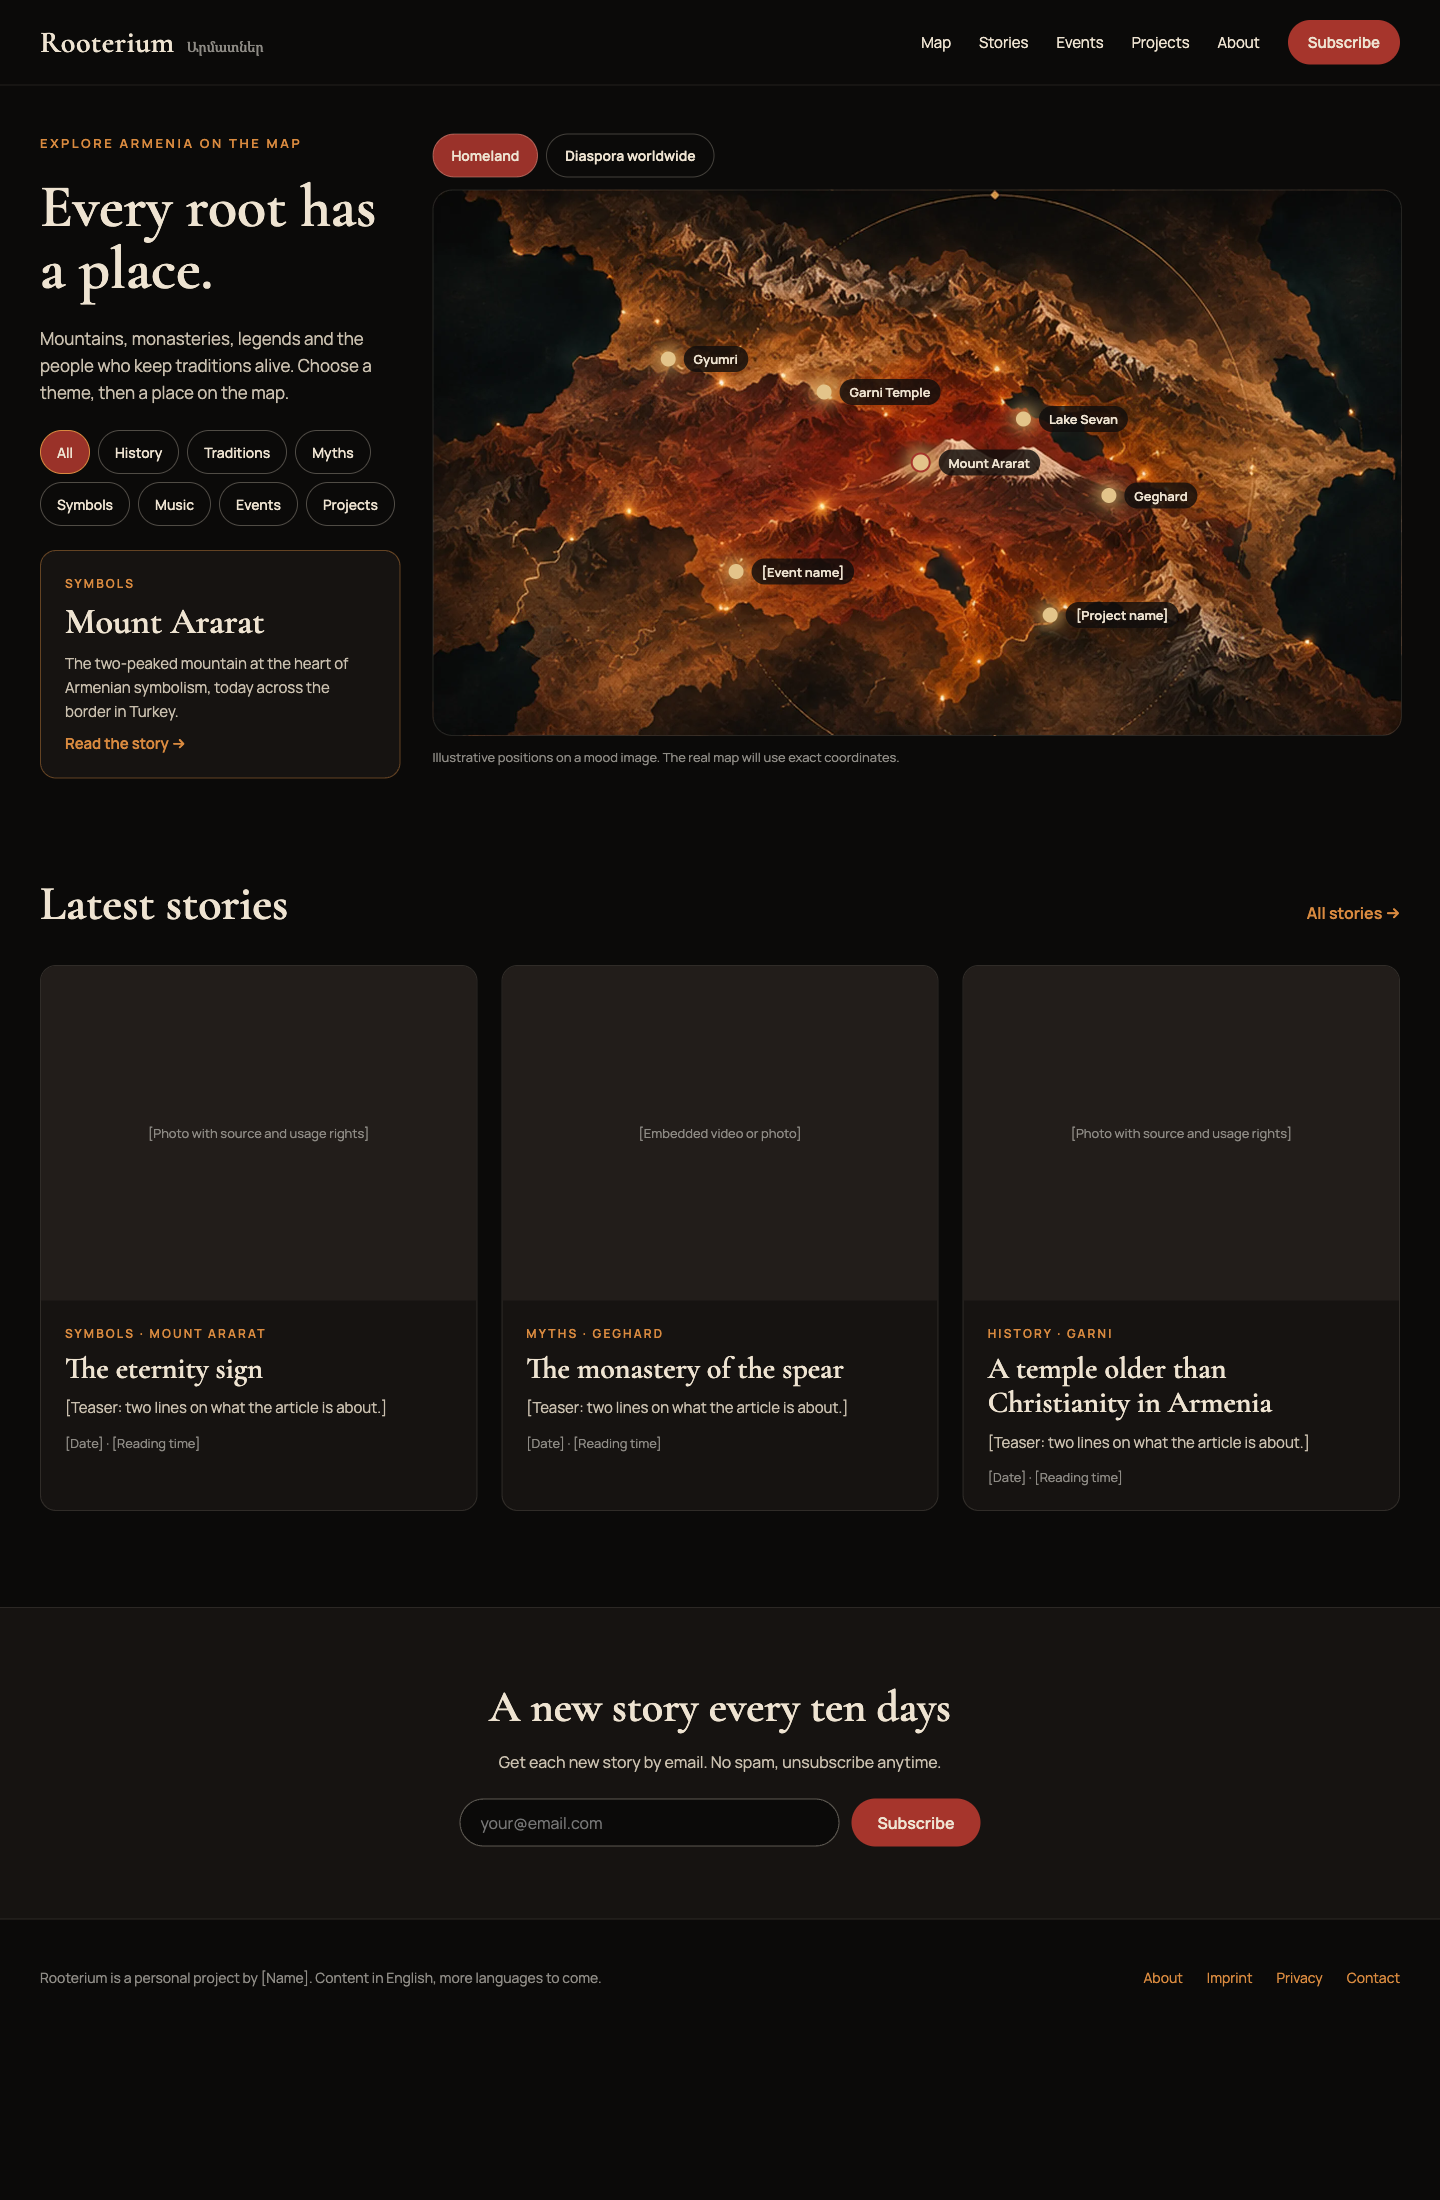 Rooterium Արմատներ
Map Stories Events Projects About Subscribe
EXPLORE ARMENIA ON THE MAP
Every root has
a place.
Mountains, monasteries, legends and the
people who keep traditions alive. Choose a
theme, then a place on the map.
All History Traditions Myths
Symbols Music Events Projects
SYMBOLS
Mount Ararat
The two-peaked mountain at the heart of
Armenian symbolism, today across the
border in Turkey.
Read the story →
Homeland Diaspora worldwide
Gyumri
Garni Temple
Lake Sevan
Mount Ararat
Geghard
[Event name]
[Project name]
Illustrative positions on a mood image. The real map will use exact coordinates.
Latest stories
All stories →
[Photo with source and usage rights]
SYMBOLS · MOUNT ARARAT
The eternity sign
[Teaser: two lines on what the article is about.]
[Date] · [Reading time]
[Embedded video or photo]
MYTHS · GEGHARD
The monastery of the spear
[Teaser: two lines on what the article is about.]
[Date] · [Reading time]
[Photo with source and usage rights]
HISTORY · GARNI
A temple older than
Christianity in Armenia
[Teaser: two lines on what the article is about.]
[Date] · [Reading time]
A new story every ten days
Get each new story by email. No spam, unsubscribe anytime.
your@email.com
Subscribe
Rooterium is a personal project by [Name]. Content in English, more languages to come.
About Imprint Privacy Contact